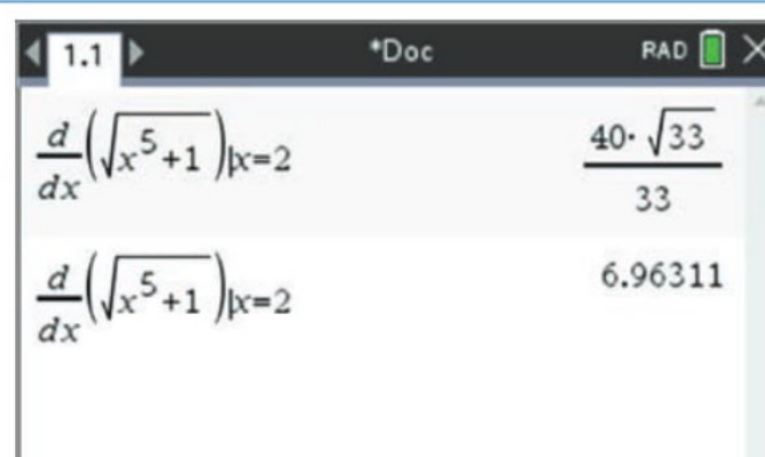 1.1 *Doc RAD
d/dx(√(x^5+1))|x=2 40·√33/33
d/dx(√(x^5+1))|x=2 6.96311